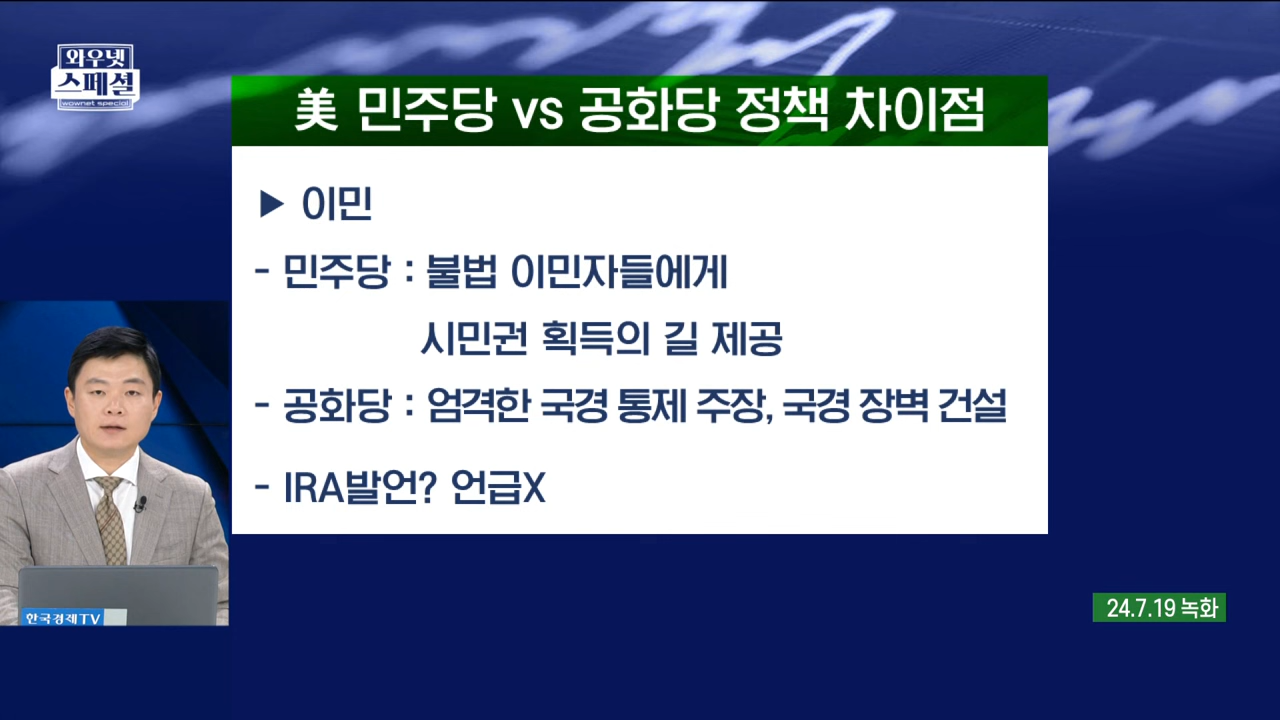 와우넷
스페셜
wownet special
美 민주당 vs 공화당 정책 차이점
▶ 이민
- 민주당 : 불법 이민자들에게
시민권 획득의 길 제공
- 공화당 : 엄격한 국경 통제 주장, 국경 장벽 건설
- IRA발언? 언급X
한국경제TV
24.7.19 녹화